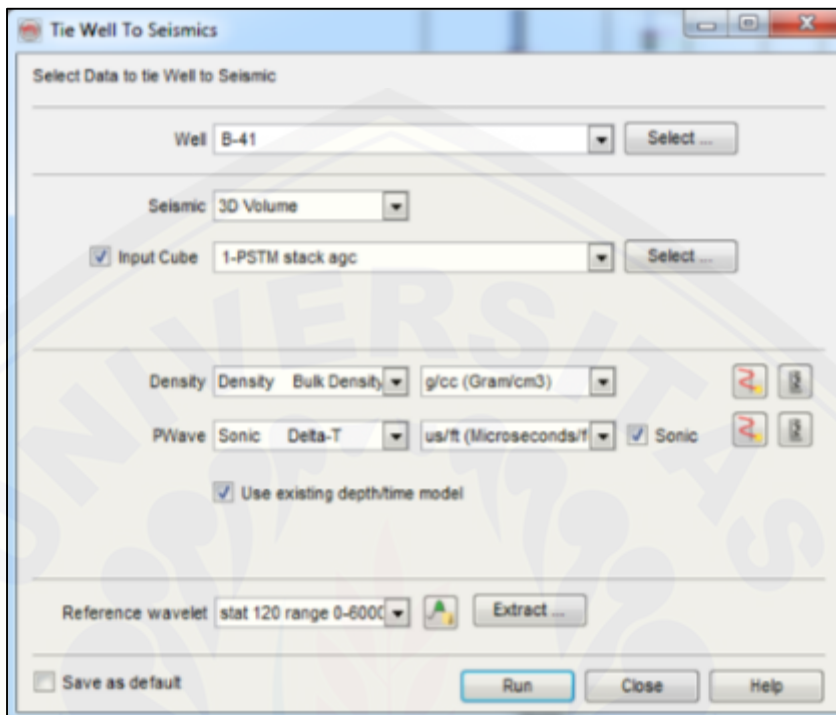 Tie Well To Seismics
Select Data to tie Well to Seismic
Well B-41 Select ...
Seismic 3D Volume
Input Cube 1-PSTM stack agc Select ...
Density Density Bulk Density g/cc (Gram/cm3)
PWave Sonic Delta-T us/ft (Microseconds/f Sonic
Use existing depth/time model
Reference wavelet stat 120 range 0-6000 Extract ...
Save as default Run Close Help
UNIVERSITAS